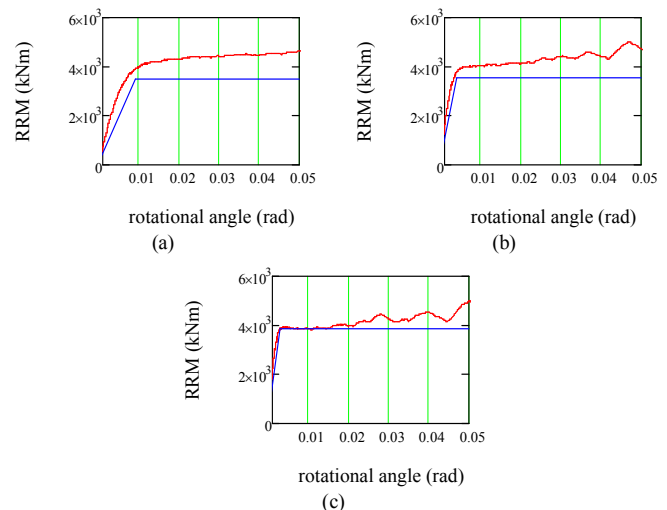 6×10³
4×10³
2×10³
0
RRM (kNm)
0.01 0.02 0.03 0.04 0.05
rotational angle (rad)
(a)
6×10³
4×10³
2×10³
0
RRM (kNm)
0.01 0.02 0.03 0.04 0.05
rotational angle (rad)
(b)
6×10³
4×10³
2×10³
0
RRM (kNm)
0.01 0.02 0.03 0.04 0.05
rotational angle (rad)
(c)